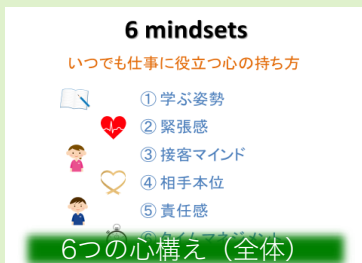 6 mindsets
いつでも仕事に役立つ心の持ち方
① 学ぶ姿勢
② 緊張感
③ 接客マインド
④ 相手本位
⑤ 責任感
6つの心構え（全体）